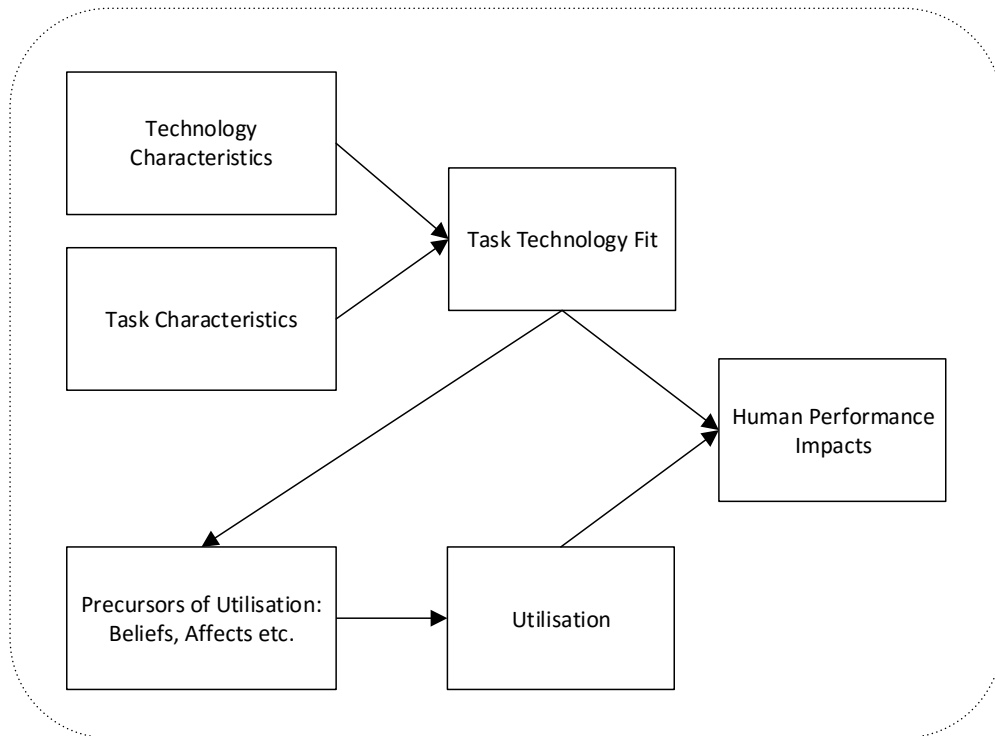 Technology
Characteristics
Task Technology Fit
Task Characteristics
Human Performance
Impacts
Precursors of Utilisation:
Beliefs, Affects etc.
Utilisation